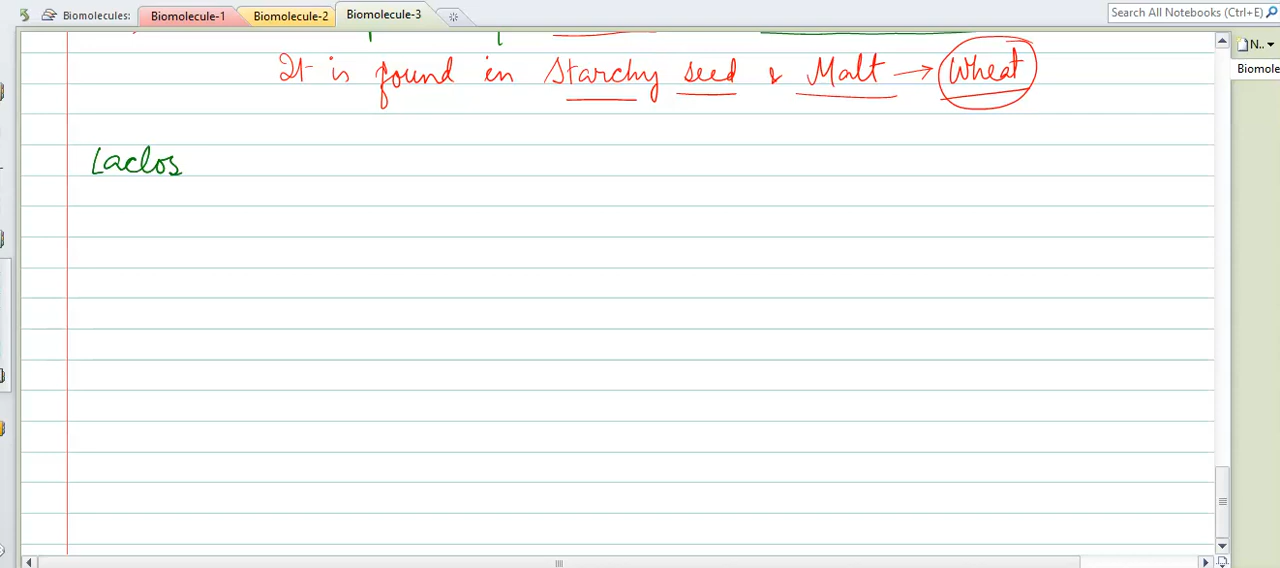 Biomolecules: Biomolecule-1 Biomolecule-2 Biomolecule-3 Search All Notebooks (Ctrl+E)
N..
It is found in Starchy seed & Malt → Wheat
Biomole
Lactos